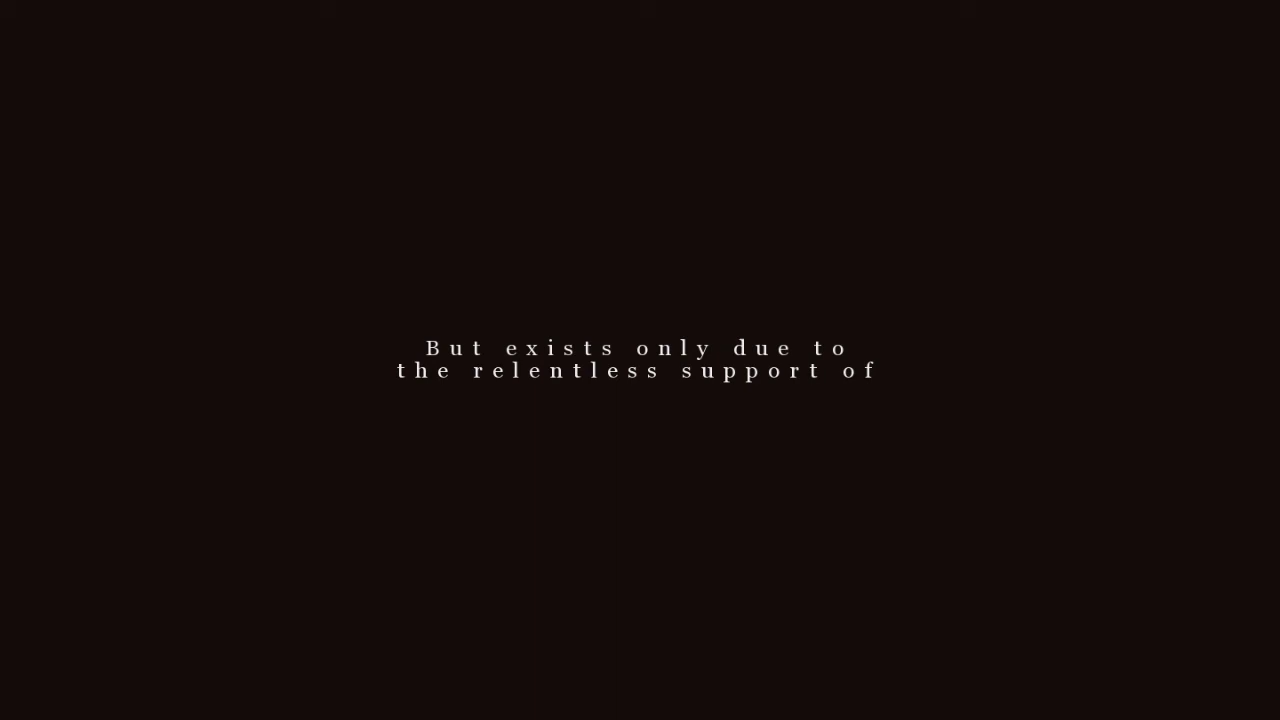 But exists only due to
the relentless support of